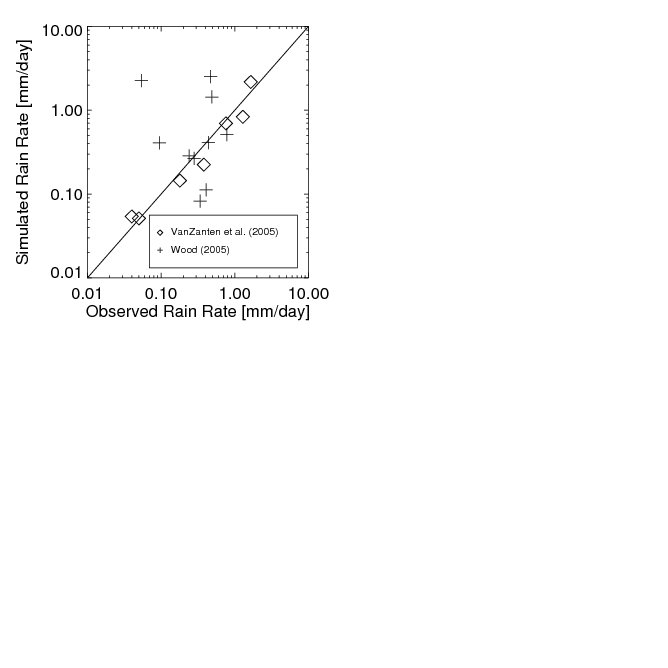 10.00
1.00
0.10
0.01
Simulated Rain Rate [mm/day]
VanZanten et al. (2005)
Wood (2005)
0.01 0.10 1.00 10.00
Observed Rain Rate [mm/day]